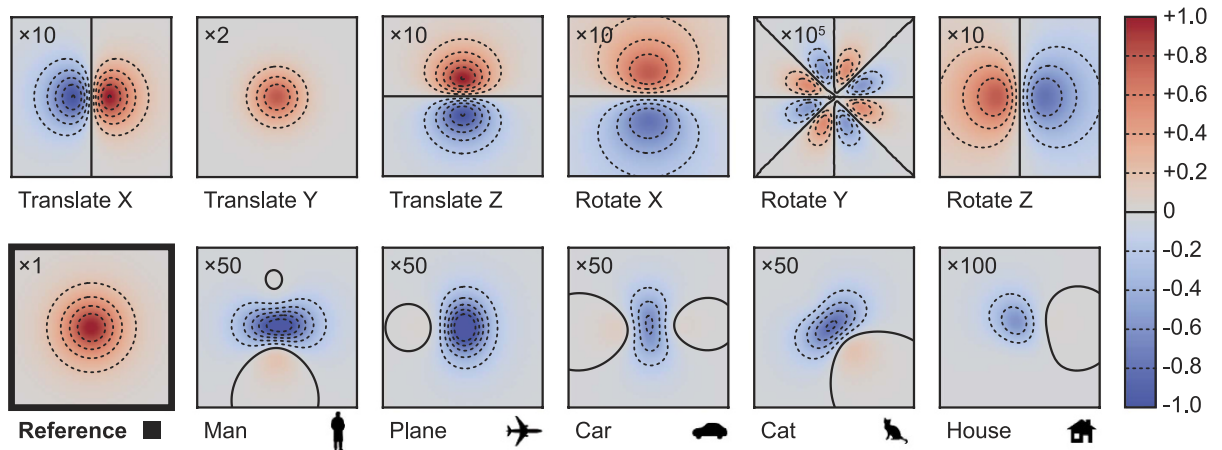 ×10
×2
×10
×10
×10⁵
×10
+1.0
+0.8
+0.6
+0.4
+0.2
0
-0.2
-0.4
-0.6
-0.8
-1.0
Translate X
Translate Y
Translate Z
Rotate X
Rotate Y
Rotate Z
×1
×50
×50
×50
×50
×100
Reference
Man
Plane
Car
Cat
House